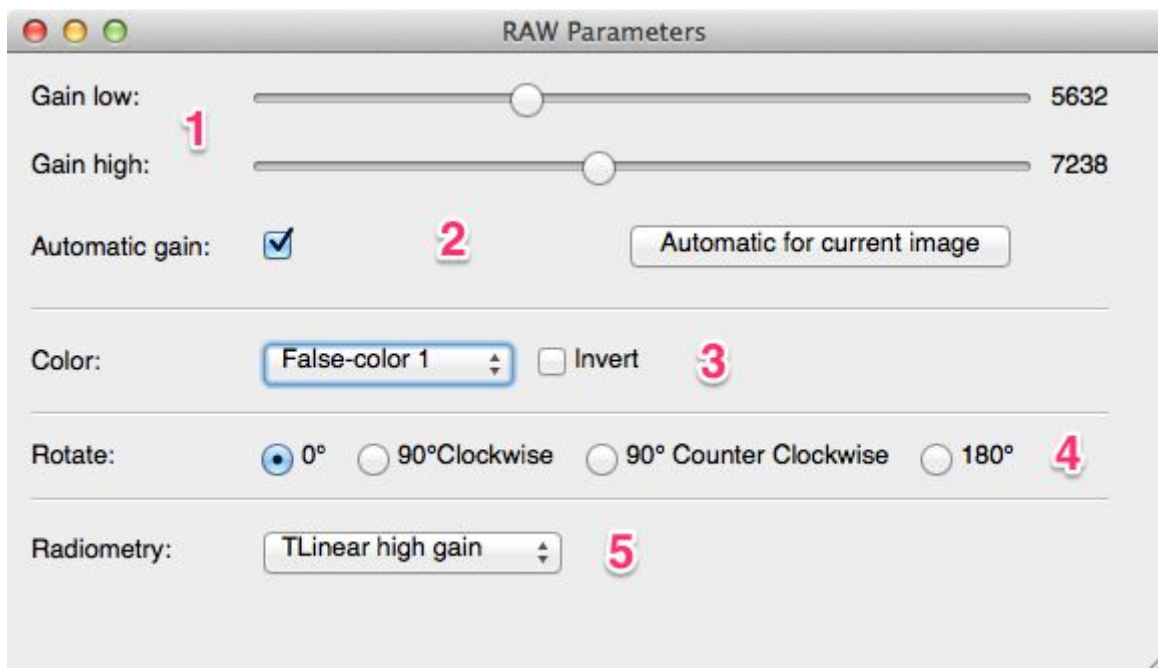 RAW Parameters
Gain low: 5632
1
Gain high: 7238
Automatic gain: 2 Automatic for current image
Color: False-color 1 Invert 3
Rotate: 0° 90°Clockwise 90° Counter Clockwise 180° 4
Radiometry: TLinear high gain 5